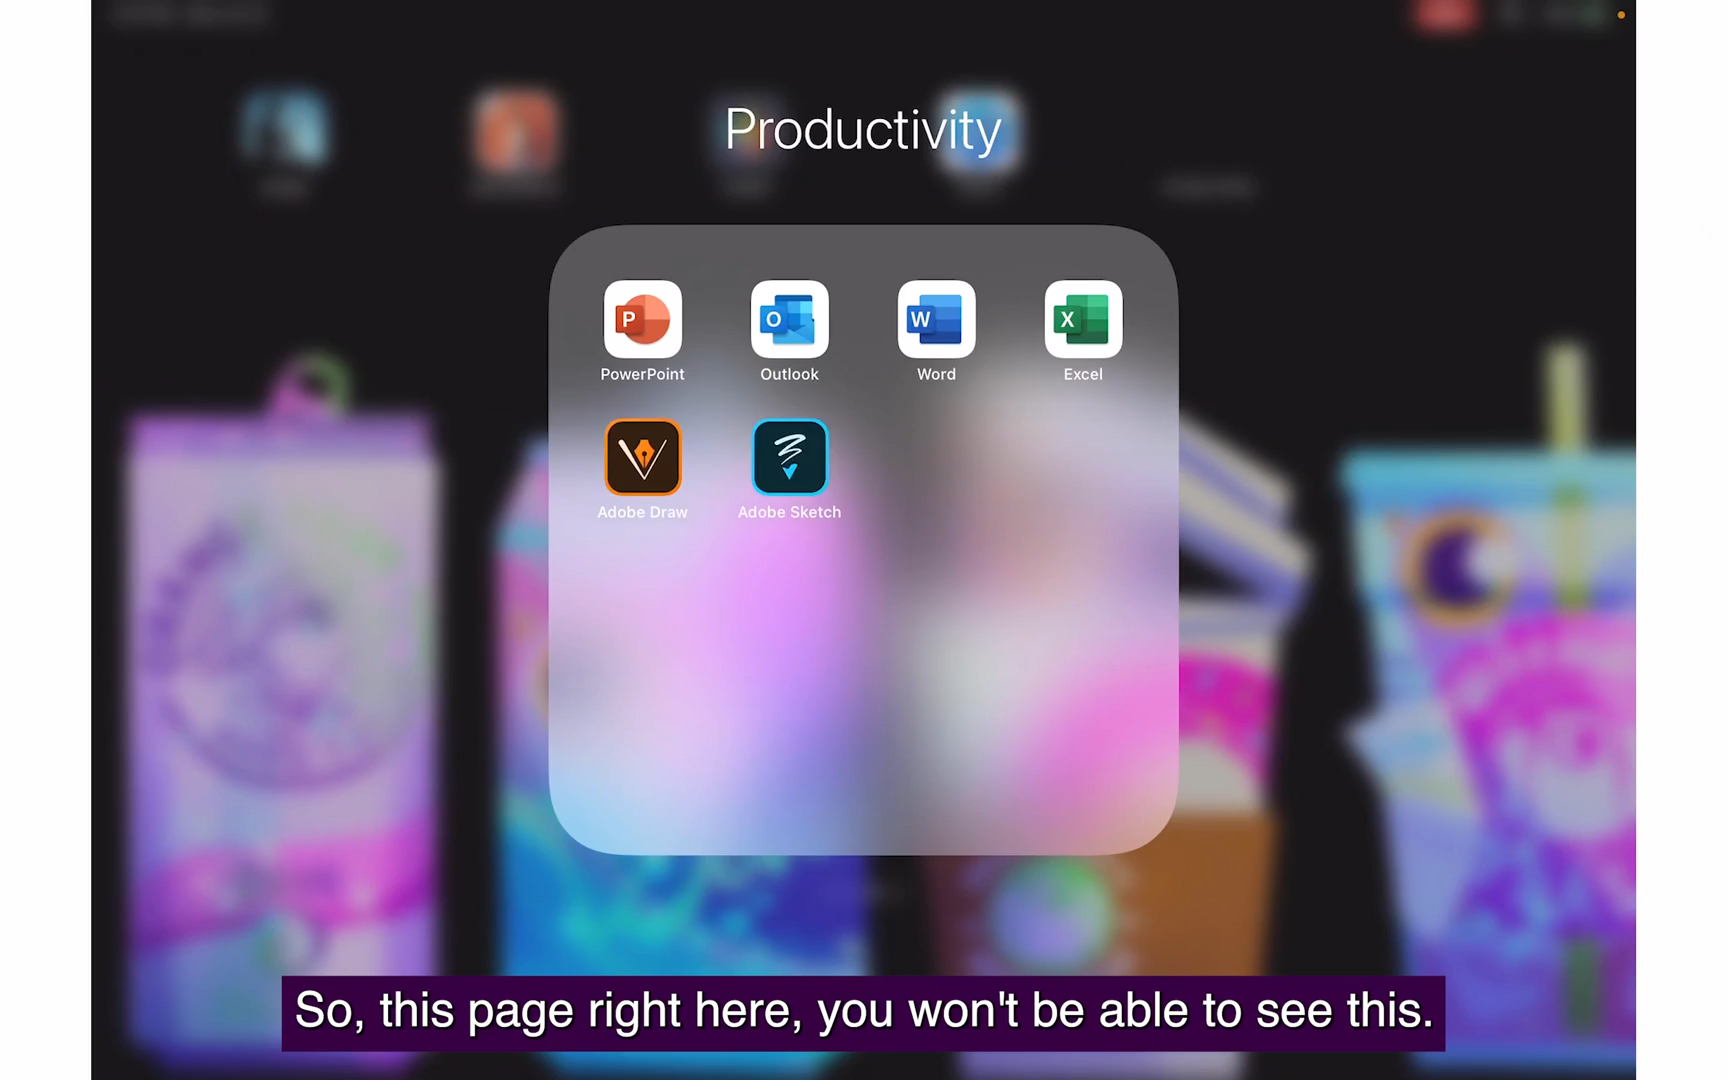 Productivity
P
PowerPoint
O
Outlook
W
Word
X
Excel
Adobe Draw
Adobe Sketch
So, this page right here, you won't be able to see this.